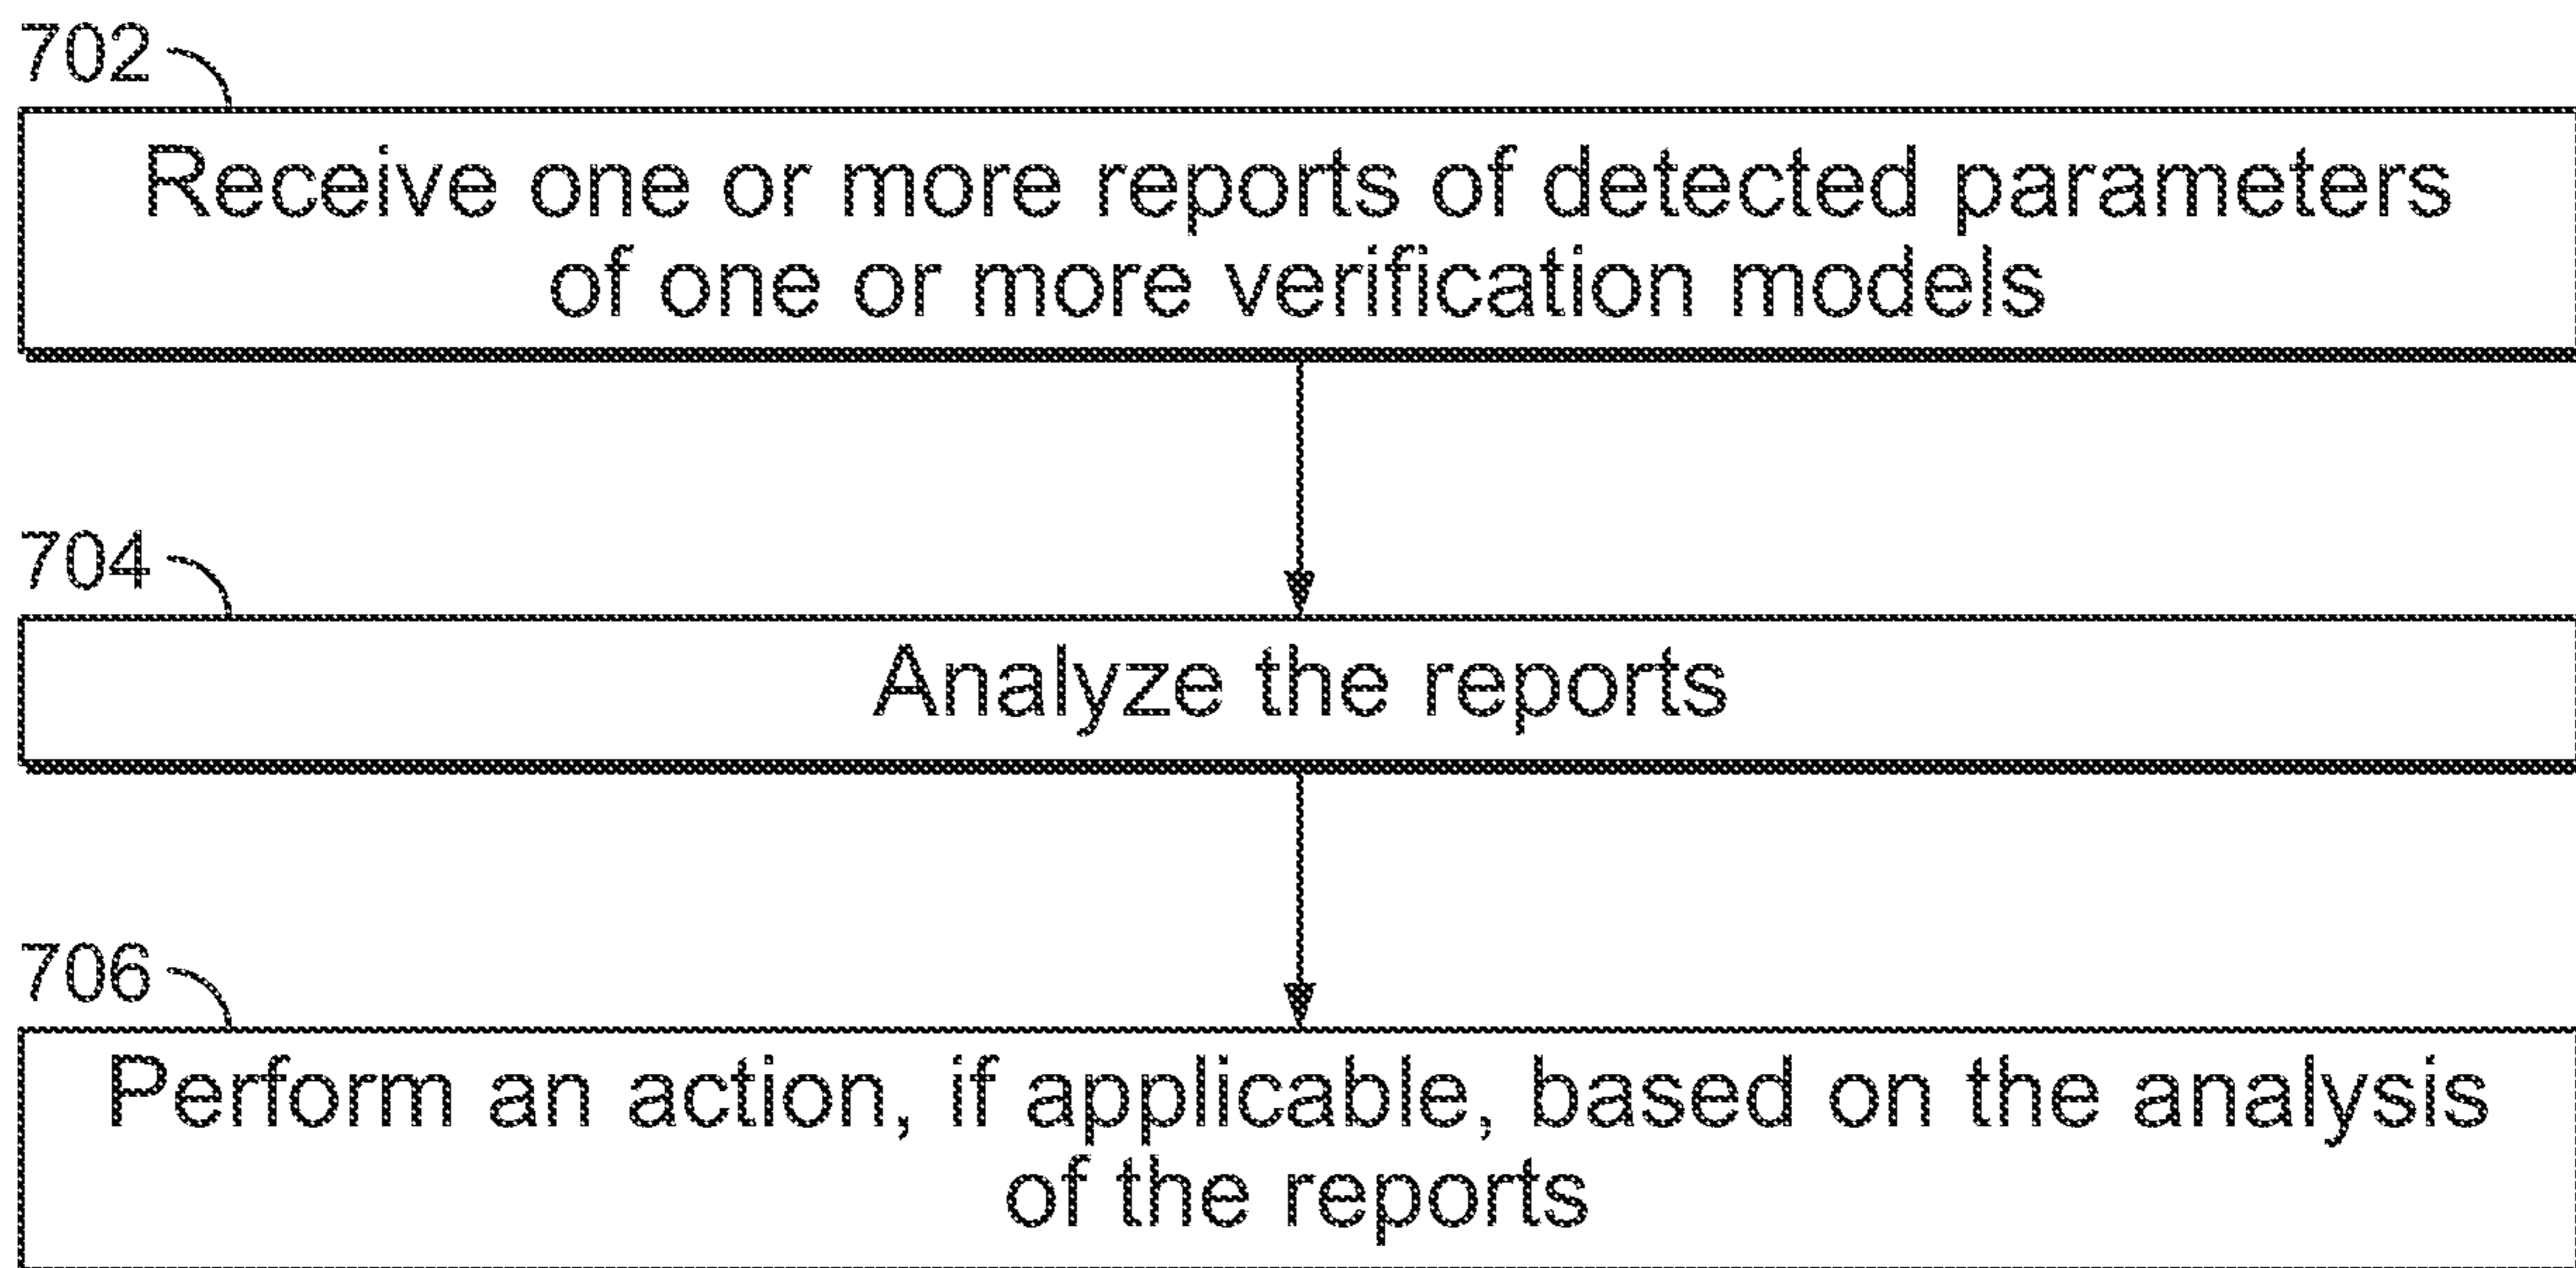 702
Receive one or more reports of detected parameters
of one or more verification models
704
Analyze the reports
706
Perform an action, if applicable, based on the analysis
of the reports